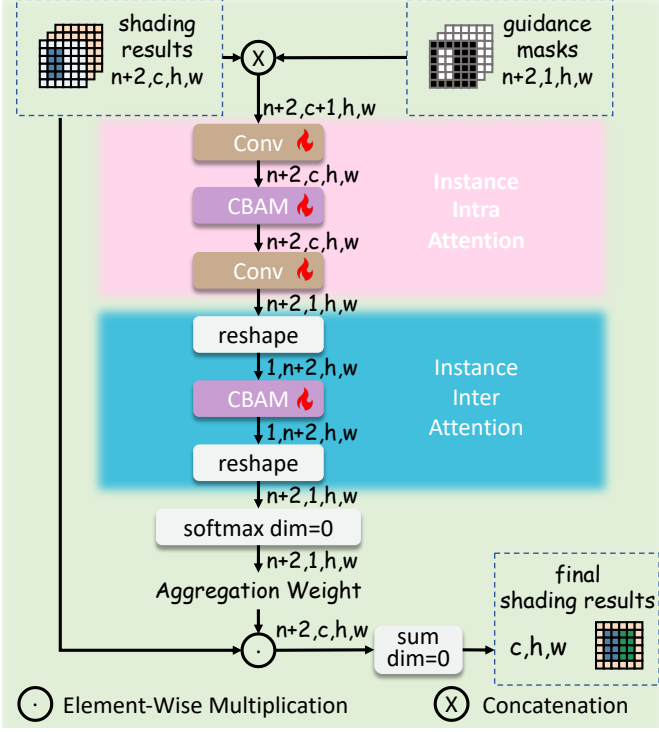 shading
results
n+2,c,h,w
X
guidance
masks
n+2,1,h,w
n+2,c+1,h,w
Conv
n+2,c,h,w
CBAM
n+2,c,h,w
Conv
Instance
Intra
Attention
n+2,1,h,w
reshape
1,n+2,h,w
CBAM
1,n+2,h,w
reshape
Instance
Inter
Attention
n+2,1,h,w
softmax dim=0
n+2,1,h,w
Aggregation Weight
n+2,c,h,w
sum
dim=0
final
shading results
c,h,w
Element-Wise Multiplication
X Concatenation